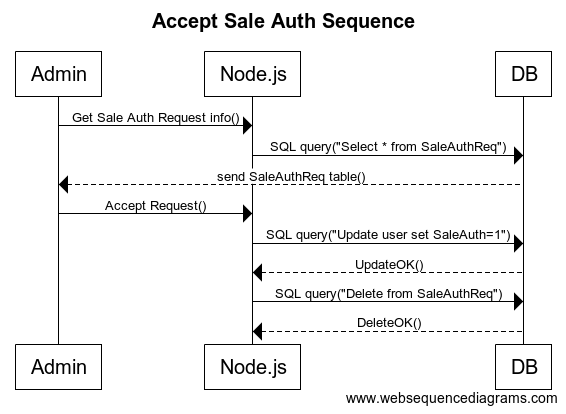 Accept Sale Auth Sequence
Admin Node.js DB
Get Sale Auth Request info()
SQL query("Select * from SaleAuthReq")
send SaleAuthReq table()
Accept Request()
SQL query("Update user set SaleAuth=1")
UpdateOK()
SQL query("Delete from SaleAuthReq")
DeleteOK()
Admin Node.js DB
www.websequencediagrams.com